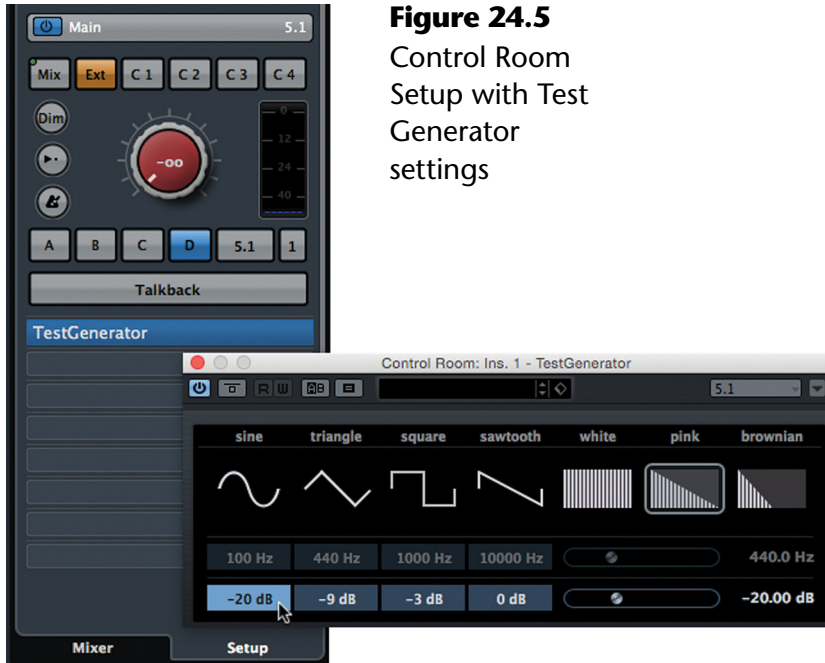 Main 5.1
Mix Ext C 1 C 2 C 3 C 4
Dim
0
12
-oo
24
40
A B C D 5.1 1
Talkback
TestGenerator
Mixer Setup
Figure 24.5
Control Room
Setup with Test
Generator
settings
Control Room: Ins. 1 - TestGenerator
R W AB 5.1
sine triangle square sawtooth white pink brownian
100 Hz 440 Hz 1000 Hz 10000 Hz 440.0 Hz
−20 dB −9 dB −3 dB 0 dB −20.00 dB